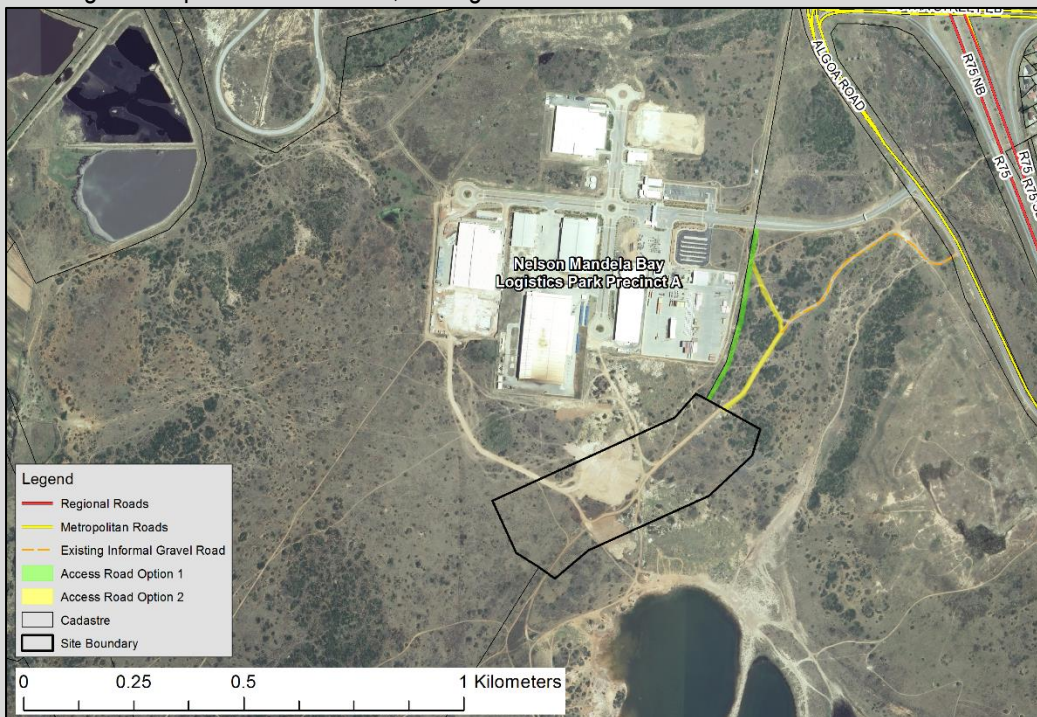 ALGOA ROAD
R75 NB
R75
R75
Nelson Mandela Bay
Logistics Park Precinct A
Legend
Regional Roads
Metropolitan Roads
Existing Informal Gravel Road
Access Road Option 1
Access Road Option 2
Cadastre
Site Boundary
0 0.25 0.5 1 Kilometers